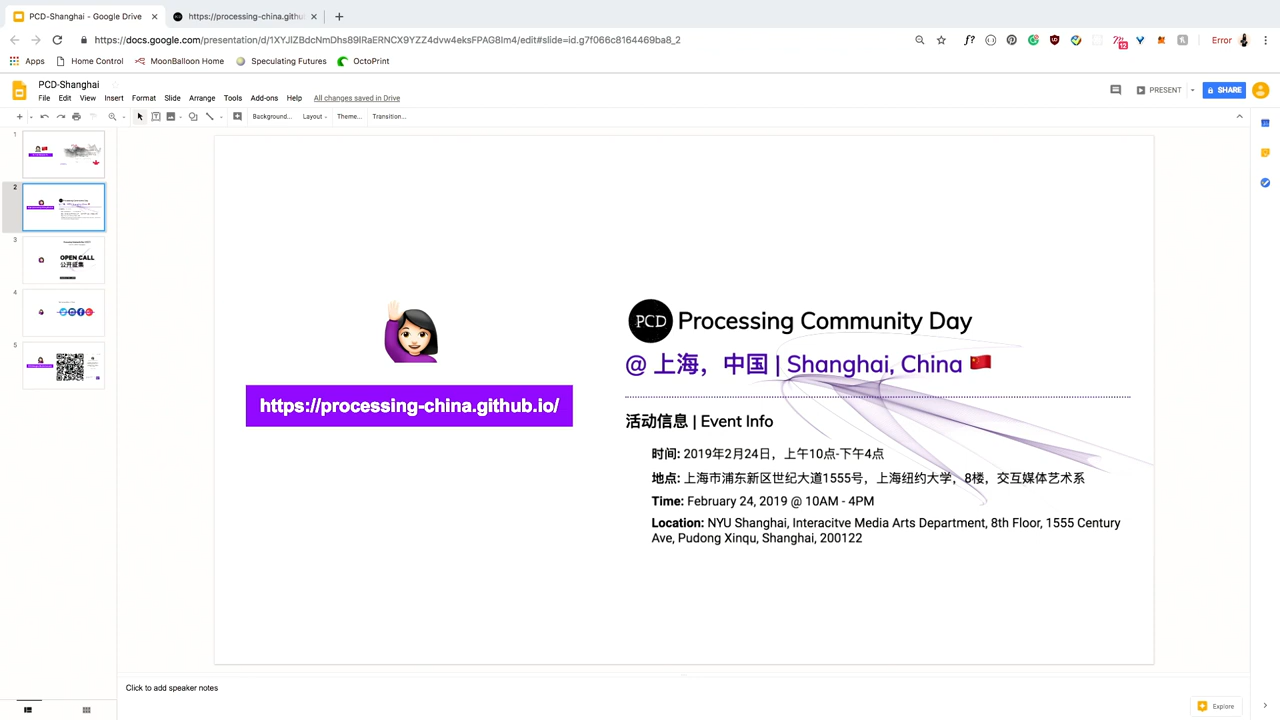 PCD-Shanghai - Google Drive
https://processing-china.githu
https://docs.google.com/presentation/d/1XYJIZBdcNmDhs89IRaERNCX9YZZ4dvw4eksFPAG8Im4/edit#slide=id.g7f066c8164469ba8_2
Error
Apps
Home Control
MoonBalloon Home
Speculating Futures
OctoPrint
PCD-Shanghai
File Edit View Insert Format Slide Arrange Tools Add-ons Help All changes saved in Drive
PRESENT
SHARE
Background...
Layout
Theme...
Transition...
1
2
3
OPEN CALL
公开征集
4
5
https://processing-china.github.io/
PCD Processing Community Day
@ 上海，中国 | Shanghai, China
活动信息 | Event Info
时间: 2019年2月24日，上午10点-下午4点
地点: 上海市浦东新区世纪大道1555号，上海纽约大学，8楼，交互媒体艺术系
Time: February 24, 2019 @ 10AM - 4PM
Location: NYU Shanghai, Interacitve Media Arts Department, 8th Floor, 1555 Century
Ave, Pudong Xinqu, Shanghai, 200122
Click to add speaker notes
Explore